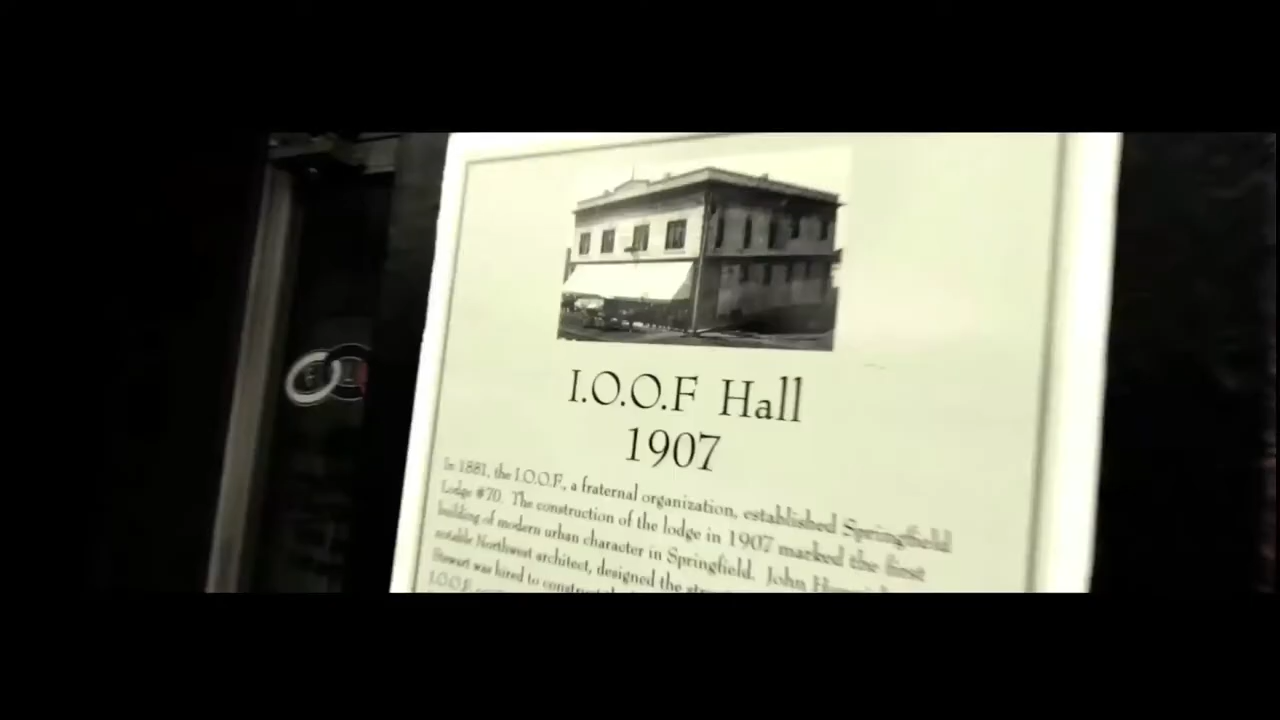 I.O.O.F Hall
1907
In 1881, the I.O.O.F., a fraternal organization, established Springfield
Lodge #70. The construction of the lodge in 1907 marked the first
building of modern urban character in Springfield. John
notable Northwest architect, designed the
Stewart was hired to construct
I.O.O.F.